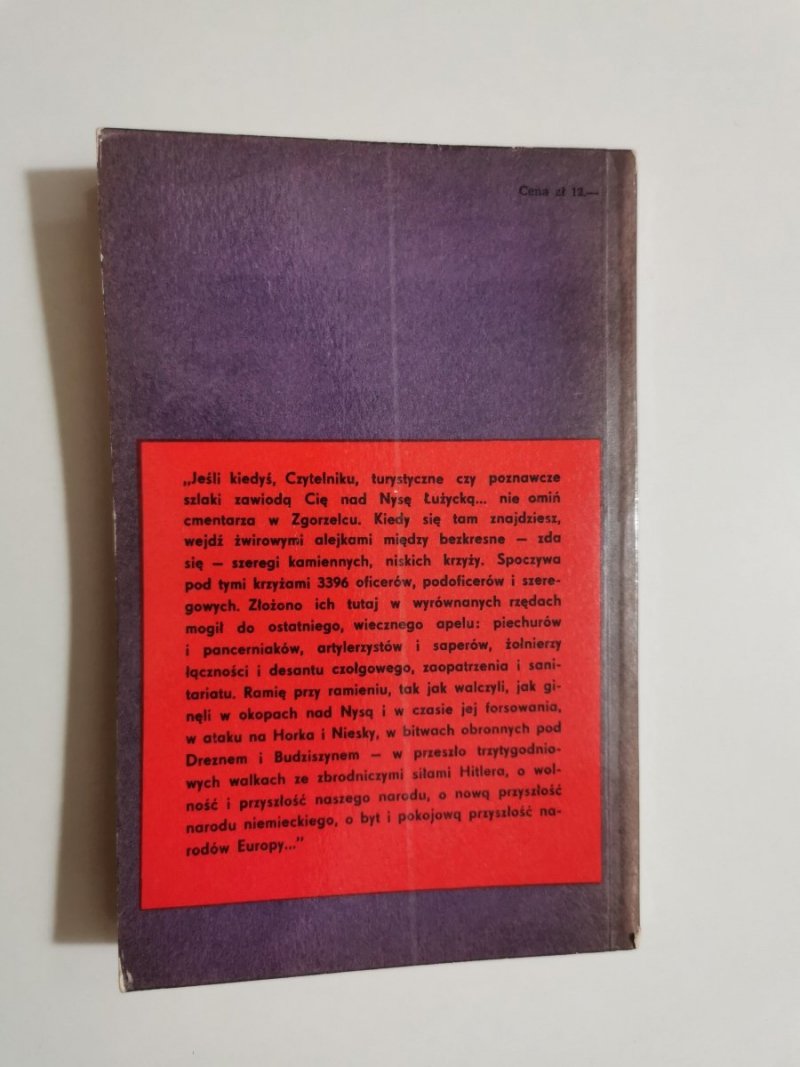 Cena zł 12.—
„Jeśli kiedyś, Czytelniku, turystyczne czy poznawcze
szlaki zawiodą Cię nad Nysę Łużycką... nie omiń
cmentarza w Zgorzelcu. Kiedy się tam znajdziesz,
wejdź żwirowymi alejkami między bezkresne — zda
się — szeregi kamiennych, niskich krzyży. Spoczywa
pod tymi krzyżami 3396 oficerów, podoficerów i szere-
gowych. Złożono ich tutaj w wyrównanych rzędach
mogił do ostatniego, wiecznego apelu: piechurów
i pancerniaków, artylerzystów i saperów, żołnierzy
łączności i desantu czołgowego, zaopatrzenia i sani-
tariatu. Ramię przy ramieniu, tak jak walczyli, jak gi-
nęli w okopach nad Nysą i w czasie jej forsowania,
w ataku na Horka i Niesky, w bitwach obronnych pod
Dreznem i Budziszynem — w przeszło trzytygodnio-
wych walkach ze zbrodniczymi siłami Hitlera, o wol-
ność i przyszłość naszego narodu, o nową przyszłość
narodu niemieckiego, o byt i pokojową przyszłość na-
rodów Europy..."